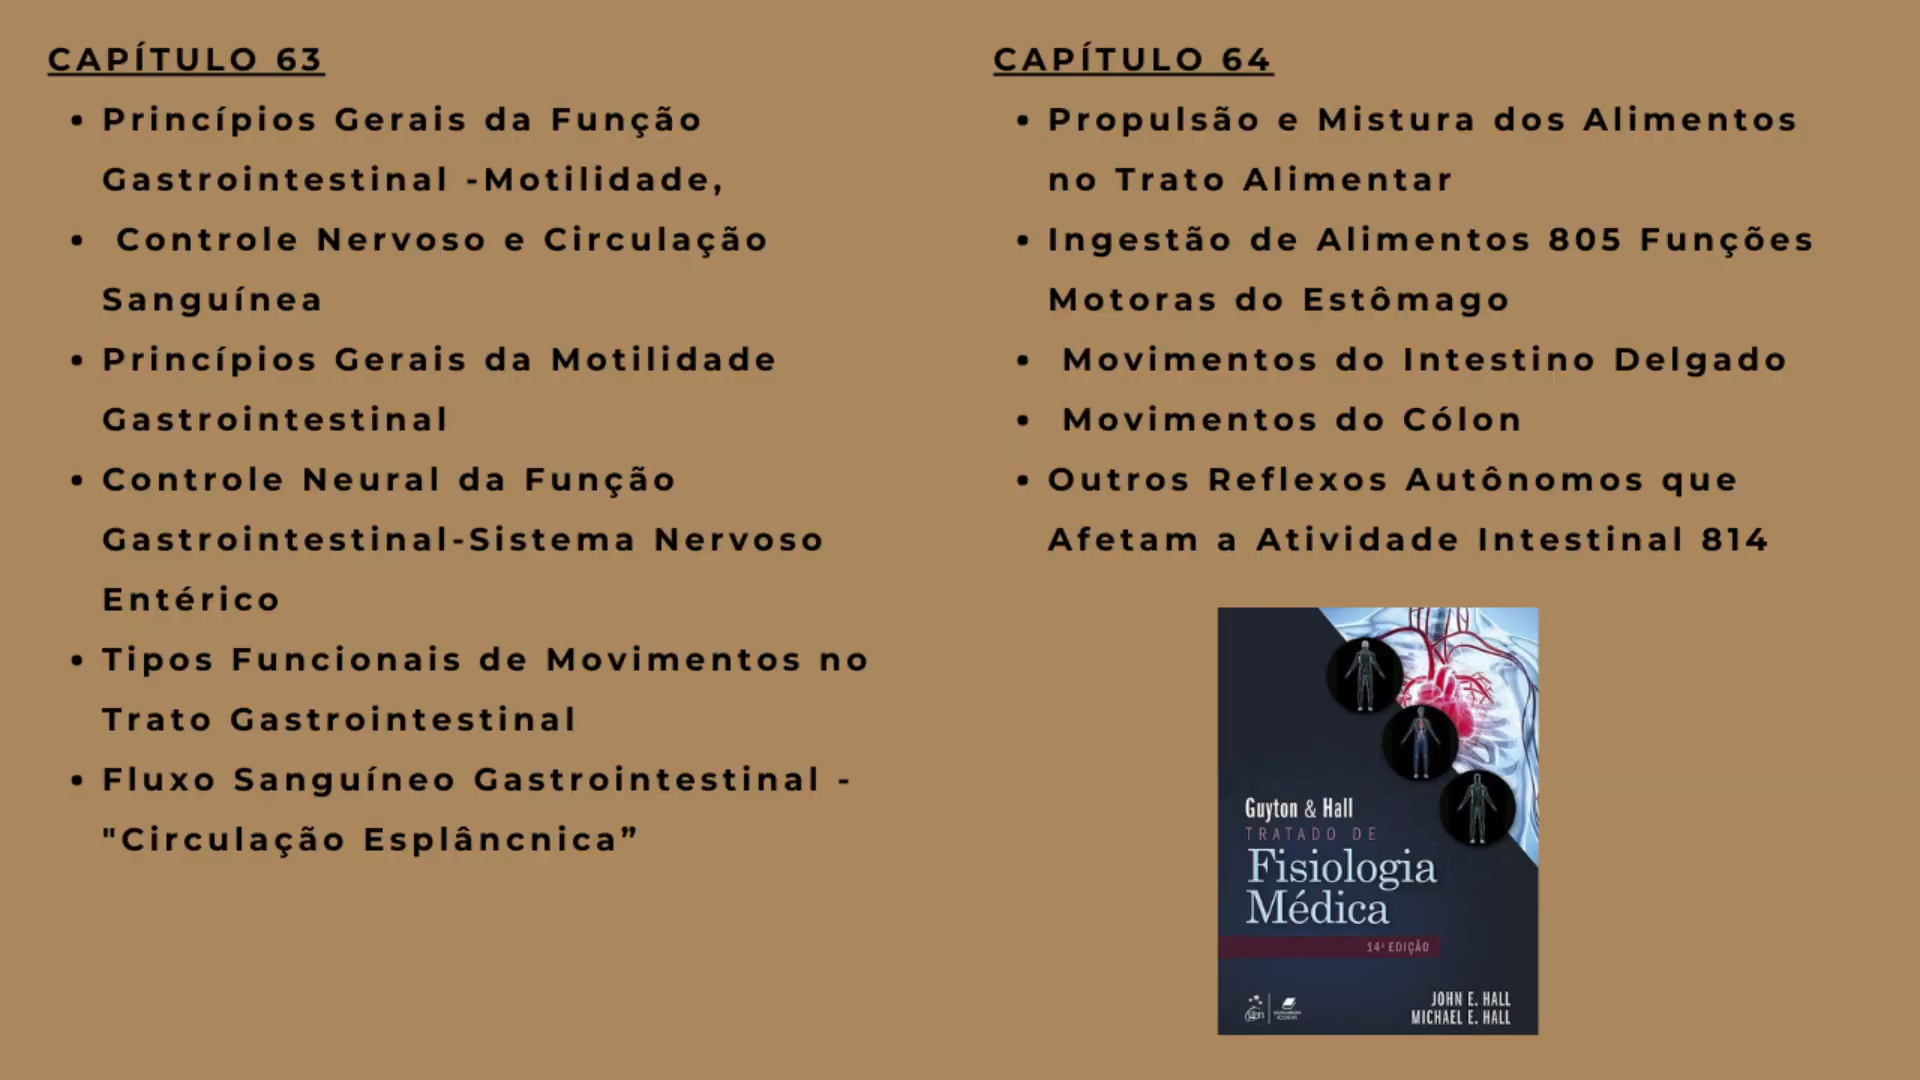 CAPÍTULO 63
• Princípios Gerais da Função
Gastrointestinal -Motilidade,
• Controle Nervoso e Circulação
Sanguínea
• Princípios Gerais da Motilidade
Gastrointestinal
• Controle Neural da Função
Gastrointestinal-Sistema Nervoso
Entérico
• Tipos Funcionais de Movimentos no
Trato Gastrointestinal
• Fluxo Sanguíneo Gastrointestinal -
"Circulação Esplâncnica”
CAPÍTULO 64
• Propulsão e Mistura dos Alimentos
no Trato Alimentar
• Ingestão de Alimentos 805 Funções
Motoras do Estômago
• Movimentos do Intestino Delgado
• Movimentos do Cólon
• Outros Reflexos Autônomos que
Afetam a Atividade Intestinal 814
Guyton & Hall
TRATADO DE
Fisiologia
Médica
14ª EDIÇÃO
JOHN E. HALL
MICHAEL E. HALL